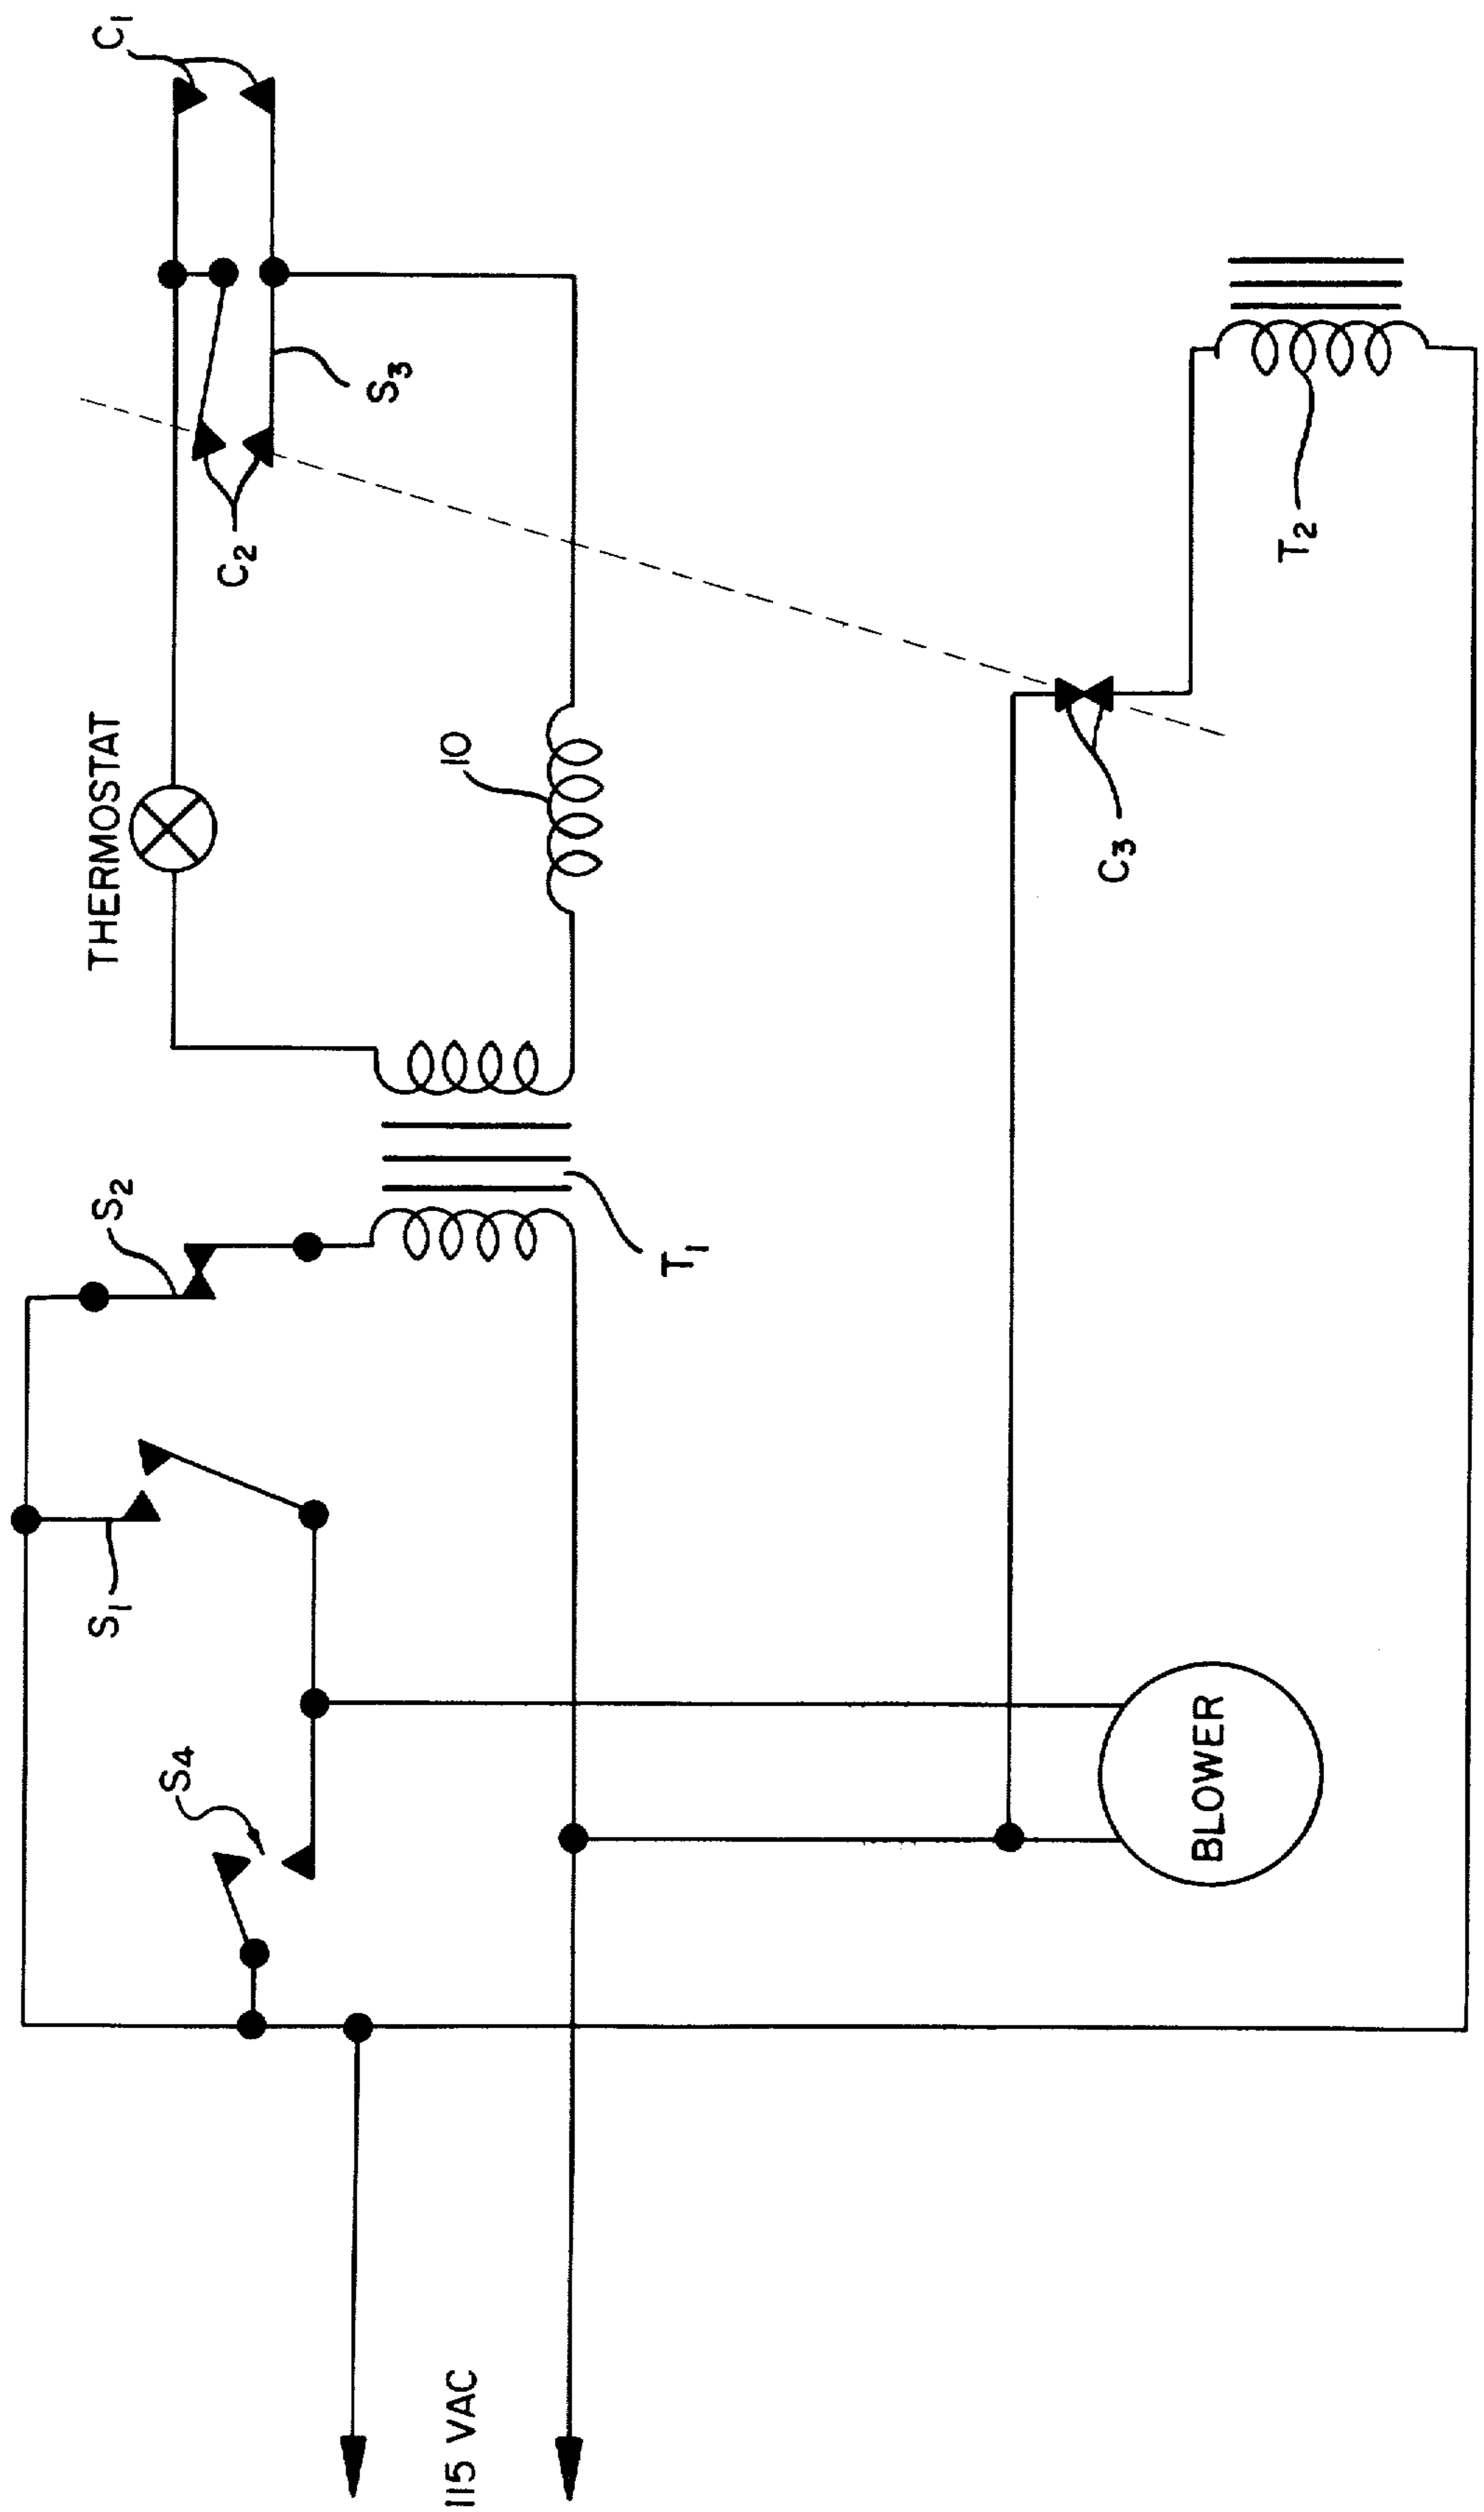 C1
S3
C2
THERMOSTAT
10
T2
C3
S2
T1
S1
S4
BLOWER
115 VAC